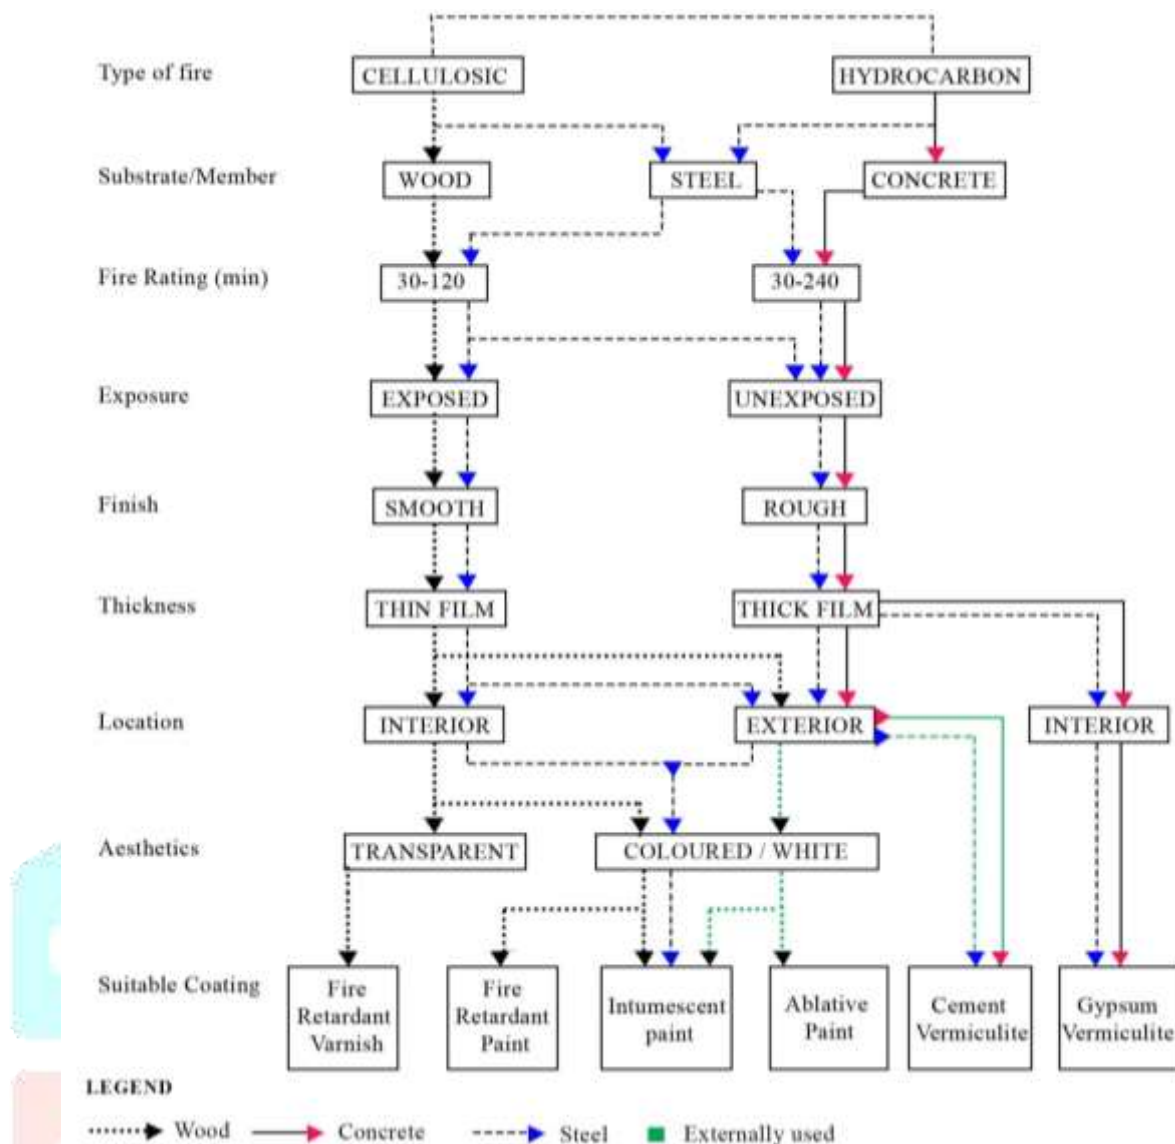 Type of fire
CELLULOSIC
HYDROCARBON
Substrate/Member
WOOD
STEEL
CONCRETE
Fire Rating (min)
30-120
30-240
Exposure
EXPOSED
UNEXPOSED
Finish
SMOOTH
ROUGH
Thickness
THIN FILM
THICK FILM
Location
INTERIOR
EXTERIOR
INTERIOR
Aesthetics
TRANSPARENT
COLOURED / WHITE
Suitable Coating
Fire
Retardant
Varnish
Fire
Retardant
Paint
Intumescent
paint
Ablative
Paint
Cement
Vermiculite
Gypsum
Vermiculite
LEGEND
Wood
Concrete
Steel
Externally used